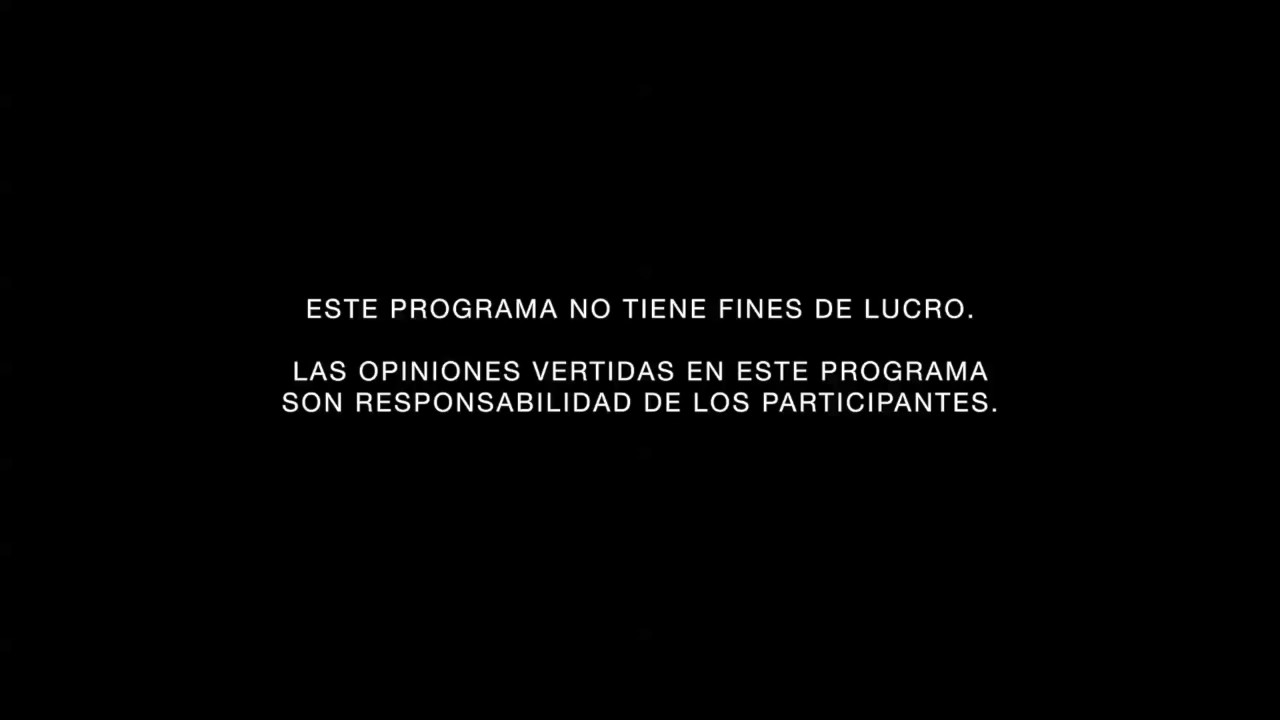 ESTE PROGRAMA NO TIENE FINES DE LUCRO.
LAS OPINIONES VERTIDAS EN ESTE PROGRAMA
SON RESPONSABILIDAD DE LOS PARTICIPANTES.